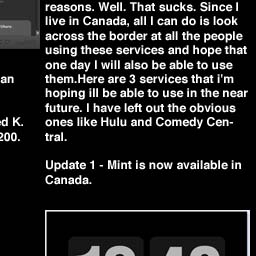 reasons. Well. That sucks. Since I
live in Canada, all I can do is look
across the border at all the people
using these services and hope that
one day I will also be able to use
them.Here are 3 services that i'm
hoping ill be able to use in the near
future. I have left out the obvious
ones like Hulu and Comedy Cen-
tral.
Update 1 - Mint is now available in
Canada.
an
ed K.
200.